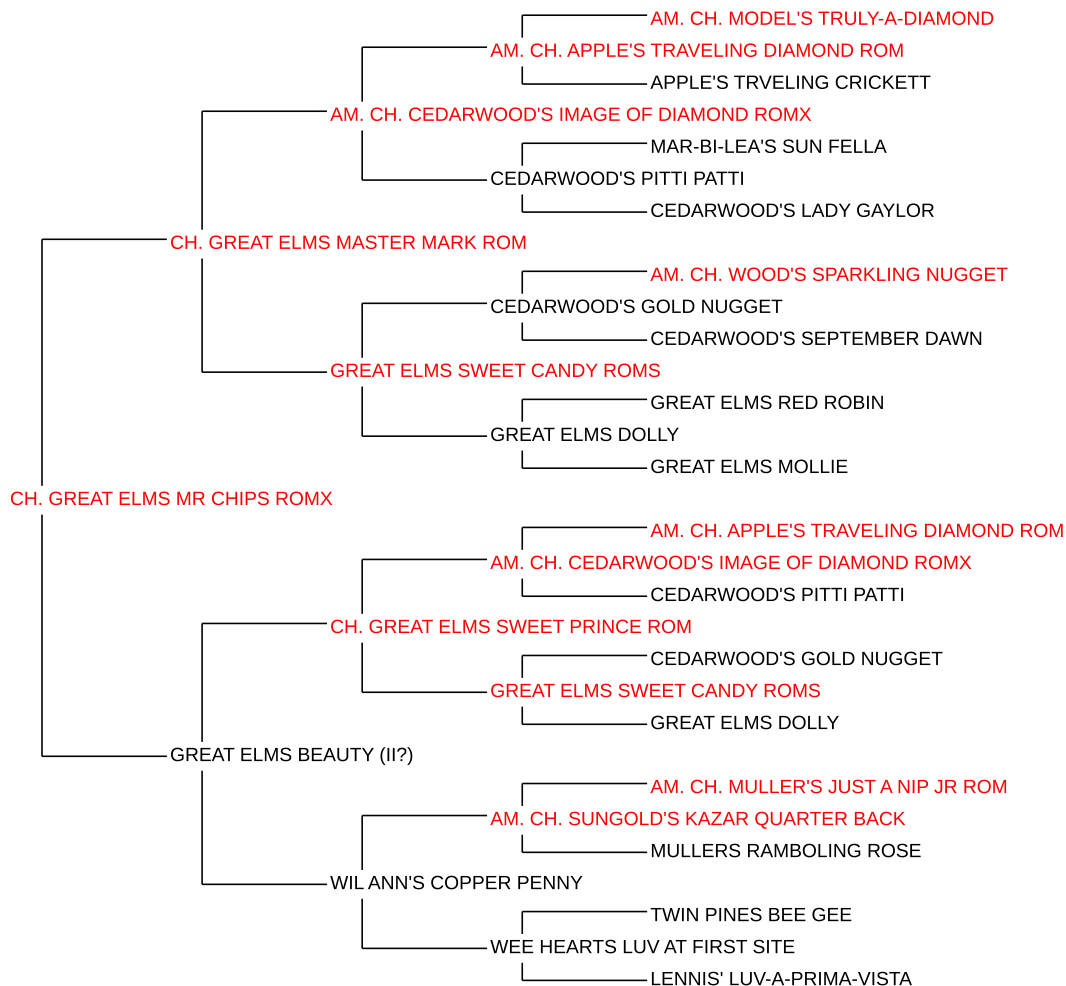 AM. CH. MODEL'S TRULY-A-DIAMOND
AM. CH. APPLE'S TRAVELING DIAMOND ROM
APPLE'S TRVELING CRICKETT
AM. CH. CEDARWOOD'S IMAGE OF DIAMOND ROMX
MAR-BI-LEA'S SUN FELLA
CEDARWOOD'S PITTI PATTI
CEDARWOOD'S LADY GAYLOR
CH. GREAT ELMS MASTER MARK ROM
AM. CH. WOOD'S SPARKLING NUGGET
CEDARWOOD'S GOLD NUGGET
CEDARWOOD'S SEPTEMBER DAWN
GREAT ELMS SWEET CANDY ROMS
GREAT ELMS RED ROBIN
GREAT ELMS DOLLY
GREAT ELMS MOLLIE
CH. GREAT ELMS MR CHIPS ROMX
AM. CH. APPLE'S TRAVELING DIAMOND ROM
AM. CH. CEDARWOOD'S IMAGE OF DIAMOND ROMX
CEDARWOOD'S PITTI PATTI
CH. GREAT ELMS SWEET PRINCE ROM
CEDARWOOD'S GOLD NUGGET
GREAT ELMS SWEET CANDY ROMS
GREAT ELMS DOLLY
GREAT ELMS BEAUTY (II?)
AM. CH. MULLER'S JUST A NIP JR ROM
AM. CH. SUNGOLD'S KAZAR QUARTER BACK
MULLERS RAMBOLING ROSE
WIL ANN'S COPPER PENNY
TWIN PINES BEE GEE
WEE HEARTS LUV AT FIRST SITE
LENNIS' LUV-A-PRIMA-VISTA